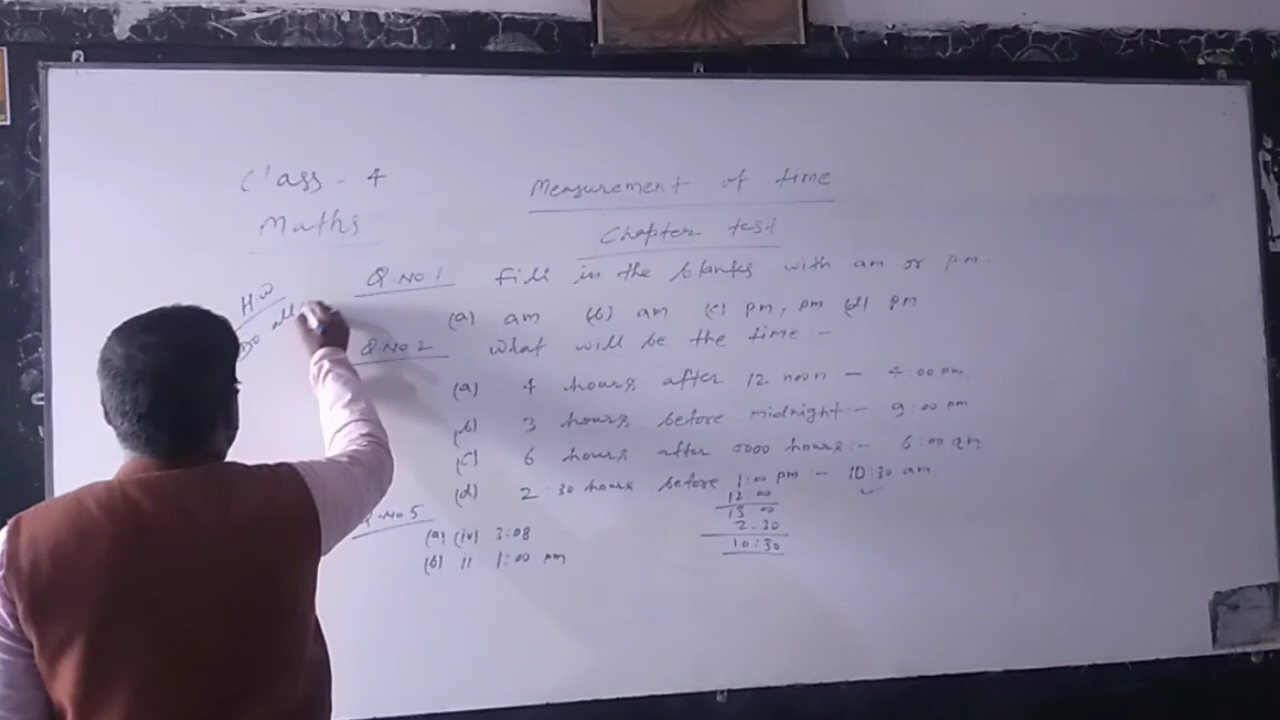 Class - 4
Measurement of time
Maths
Chapter test
Q.No 1 Fill in the blanks with am or pm.
H.W
Do all
(a) am (b) am (c) pm, pm (d) pm
Q.No 2 What will be the time :-
(a) 4 hours after 12 noon - 4:00 pm
(b) 3 hours before midnight :- 9:00 pm
(c) 6 hours after 0000 hours :- 6:00 am
(d) 2:30 hours before 1:00 pm :- 10:30 am.
12:00
13 00
2:30
10:30
Q.No 5
(a) (iv) 3:08
(b) ii 1:00 pm